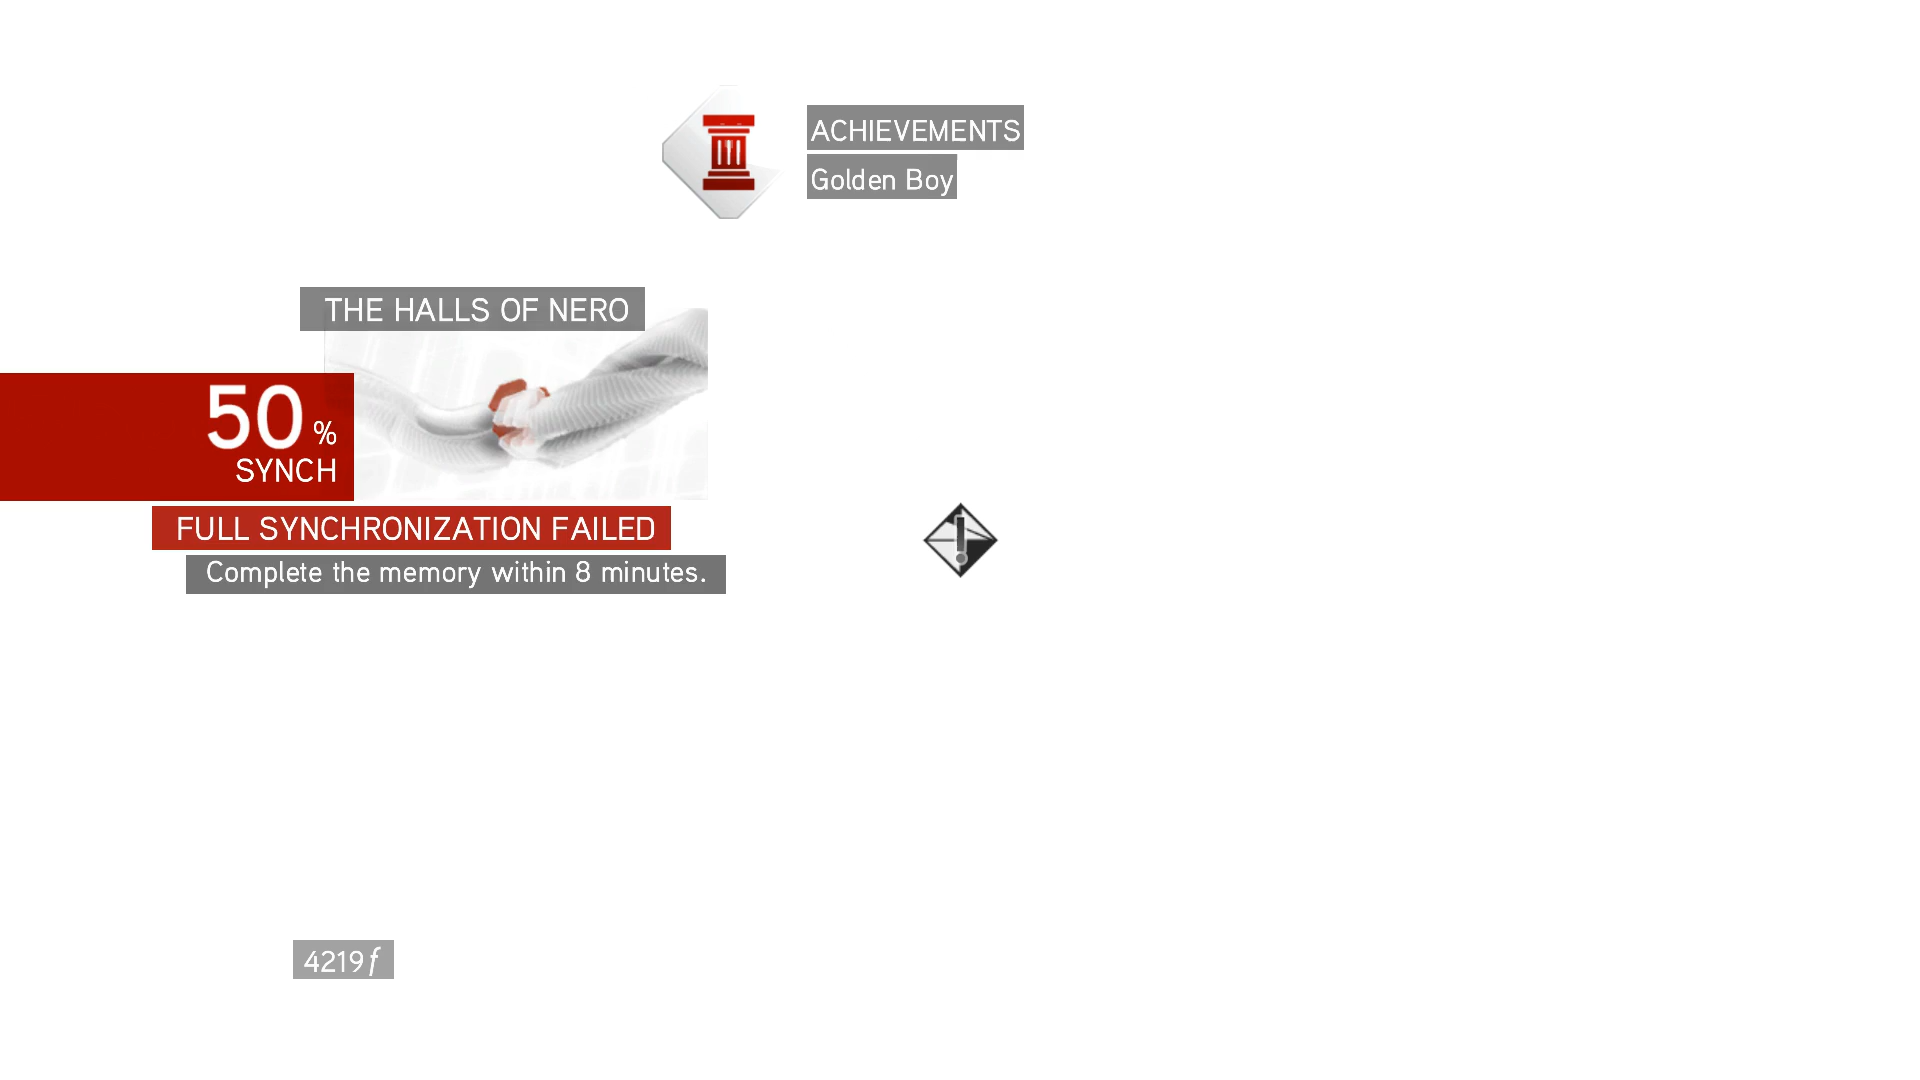 ACHIEVEMENTS
Golden Boy
THE HALLS OF NERO
50 %
SYNCH
FULL SYNCHRONIZATION FAILED
Complete the memory within 8 minutes.
4219 ƒ